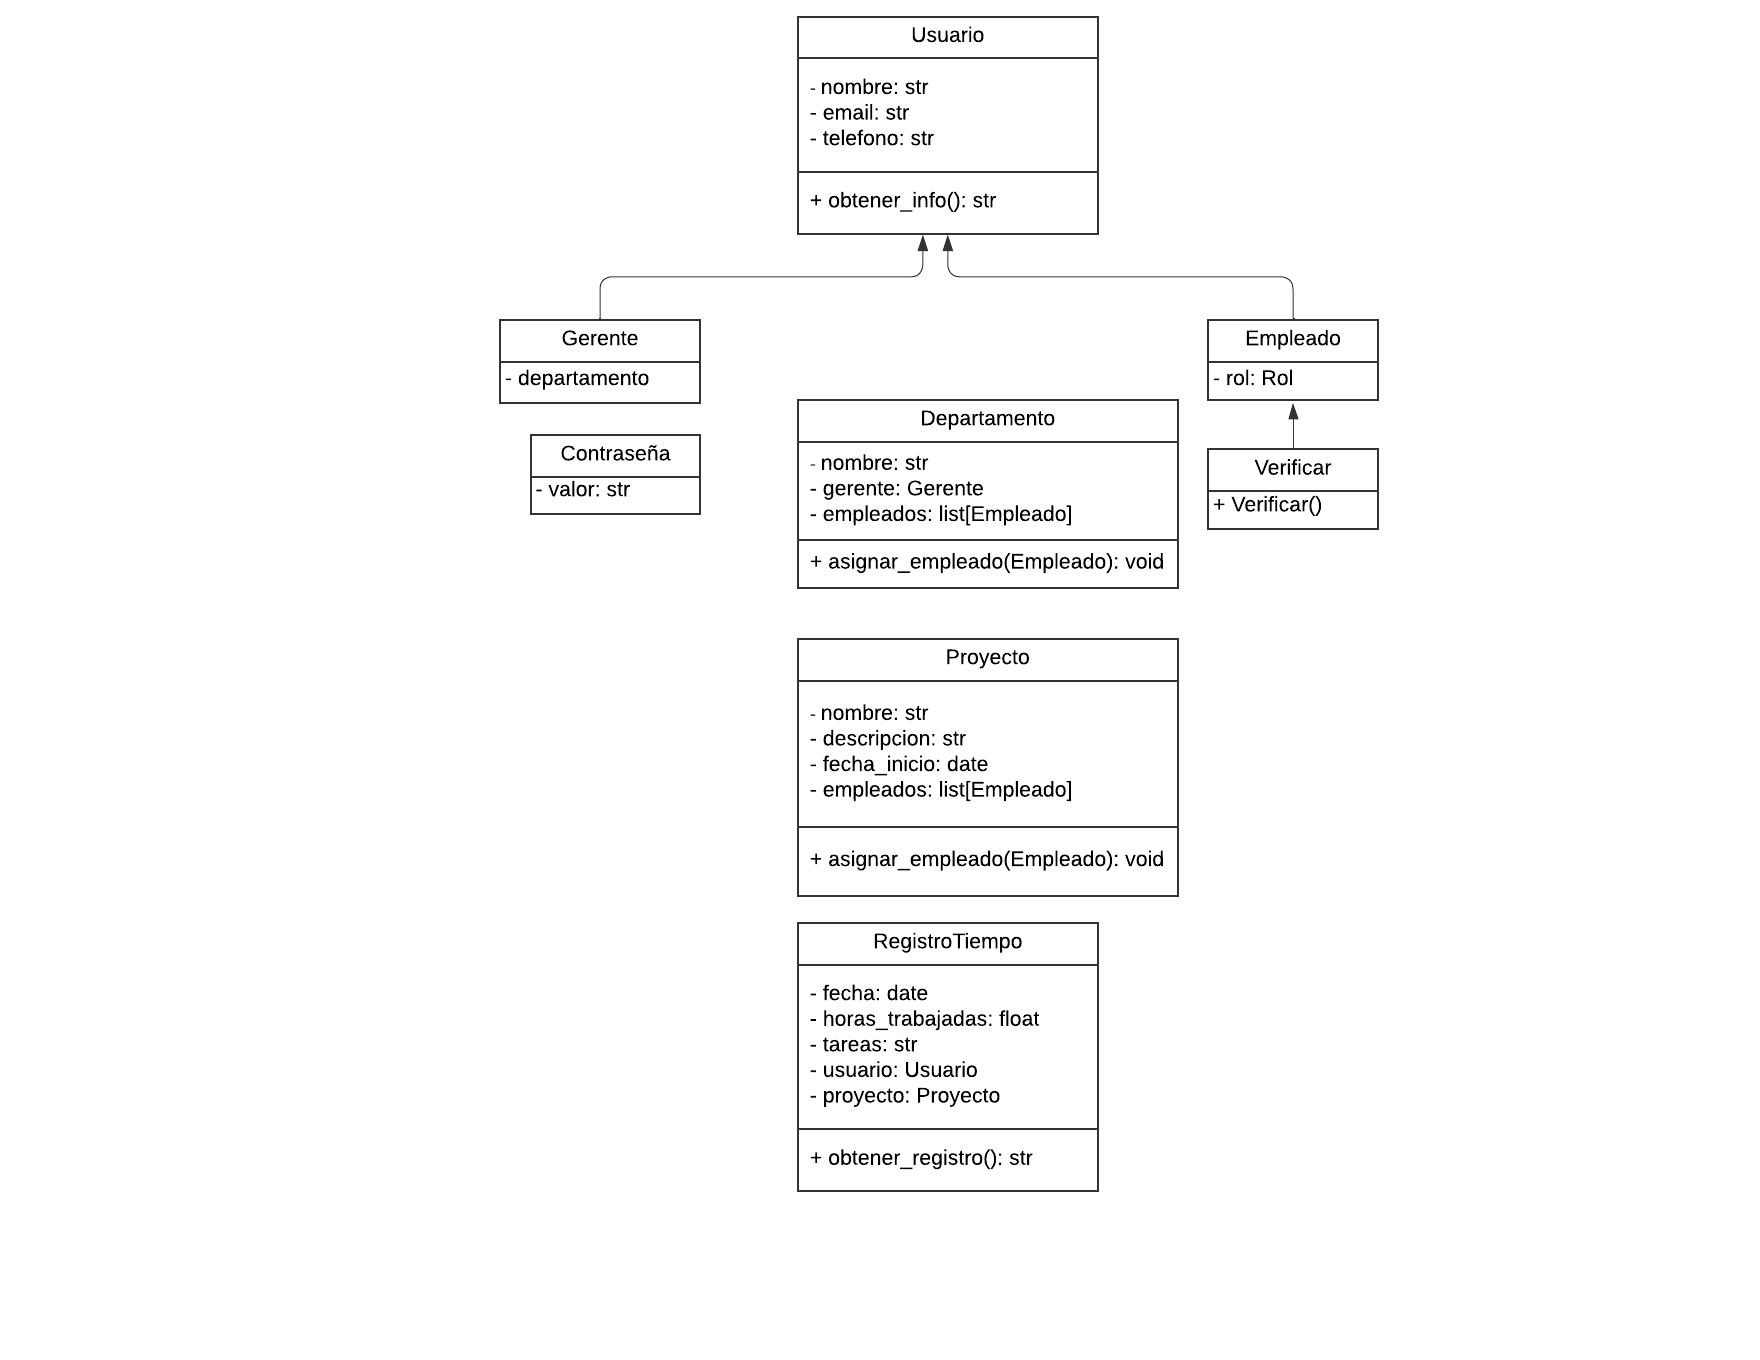 Usuario
- nombre: str
- email: str
- telefono: str
+ obtener_info(): str
Gerente
- departamento
Empleado
- rol: Rol
Contraseña
- valor: str
Departamento
- nombre: str
- gerente: Gerente
- empleados: list[Empleado]
+ asignar_empleado(Empleado): void
Verificar
+ Verificar()
Proyecto
- nombre: str
- descripcion: str
- fecha_inicio: date
- empleados: list[Empleado]
+ asignar_empleado(Empleado): void
RegistroTiempo
- fecha: date
- horas_trabajadas: float
- tareas: str
- usuario: Usuario
- proyecto: Proyecto
+ obtener_registro(): str